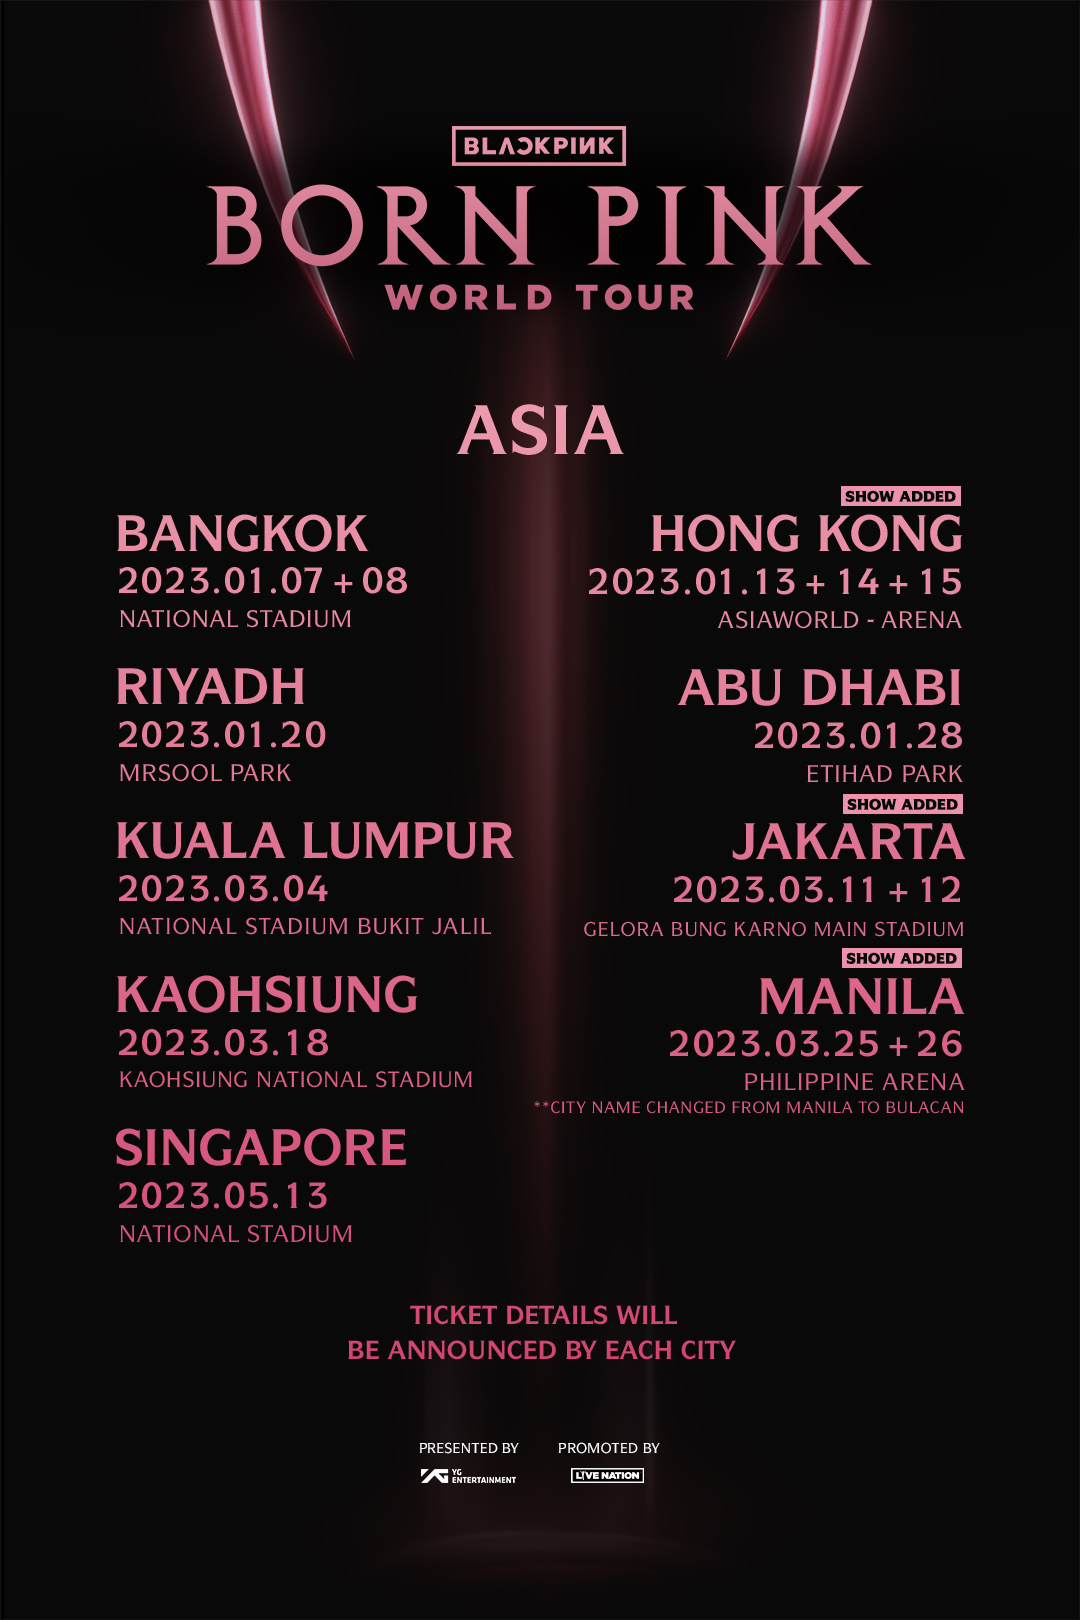 BLACKPINK
BORN PINK
WORLD TOUR
ASIA
BANGKOK
2023.01.07 + 08
NATIONAL STADIUM
SHOW ADDED
HONG KONG
2023.01.13 + 14 + 15
ASIAWORLD - ARENA
RIYADH
2023.01.20
MRSOOL PARK
ABU DHABI
2023.01.28
ETIHAD PARK
KUALA LUMPUR
2023.03.04
NATIONAL STADIUM BUKIT JALIL
SHOW ADDED
JAKARTA
2023.03.11 + 12
GELORA BUNG KARNO MAIN STADIUM
KAOHSIUNG
2023.03.18
KAOHSIUNG NATIONAL STADIUM
SHOW ADDED
MANILA
2023.03.25 + 26
PHILIPPINE ARENA
**CITY NAME CHANGED FROM MANILA TO BULACAN
SINGAPORE
2023.05.13
NATIONAL STADIUM
TICKET DETAILS WILL
BE ANNOUNCED BY EACH CITY
PRESENTED BY
YG
ENTERTAINMENT
PROMOTED BY
LIVE NATION